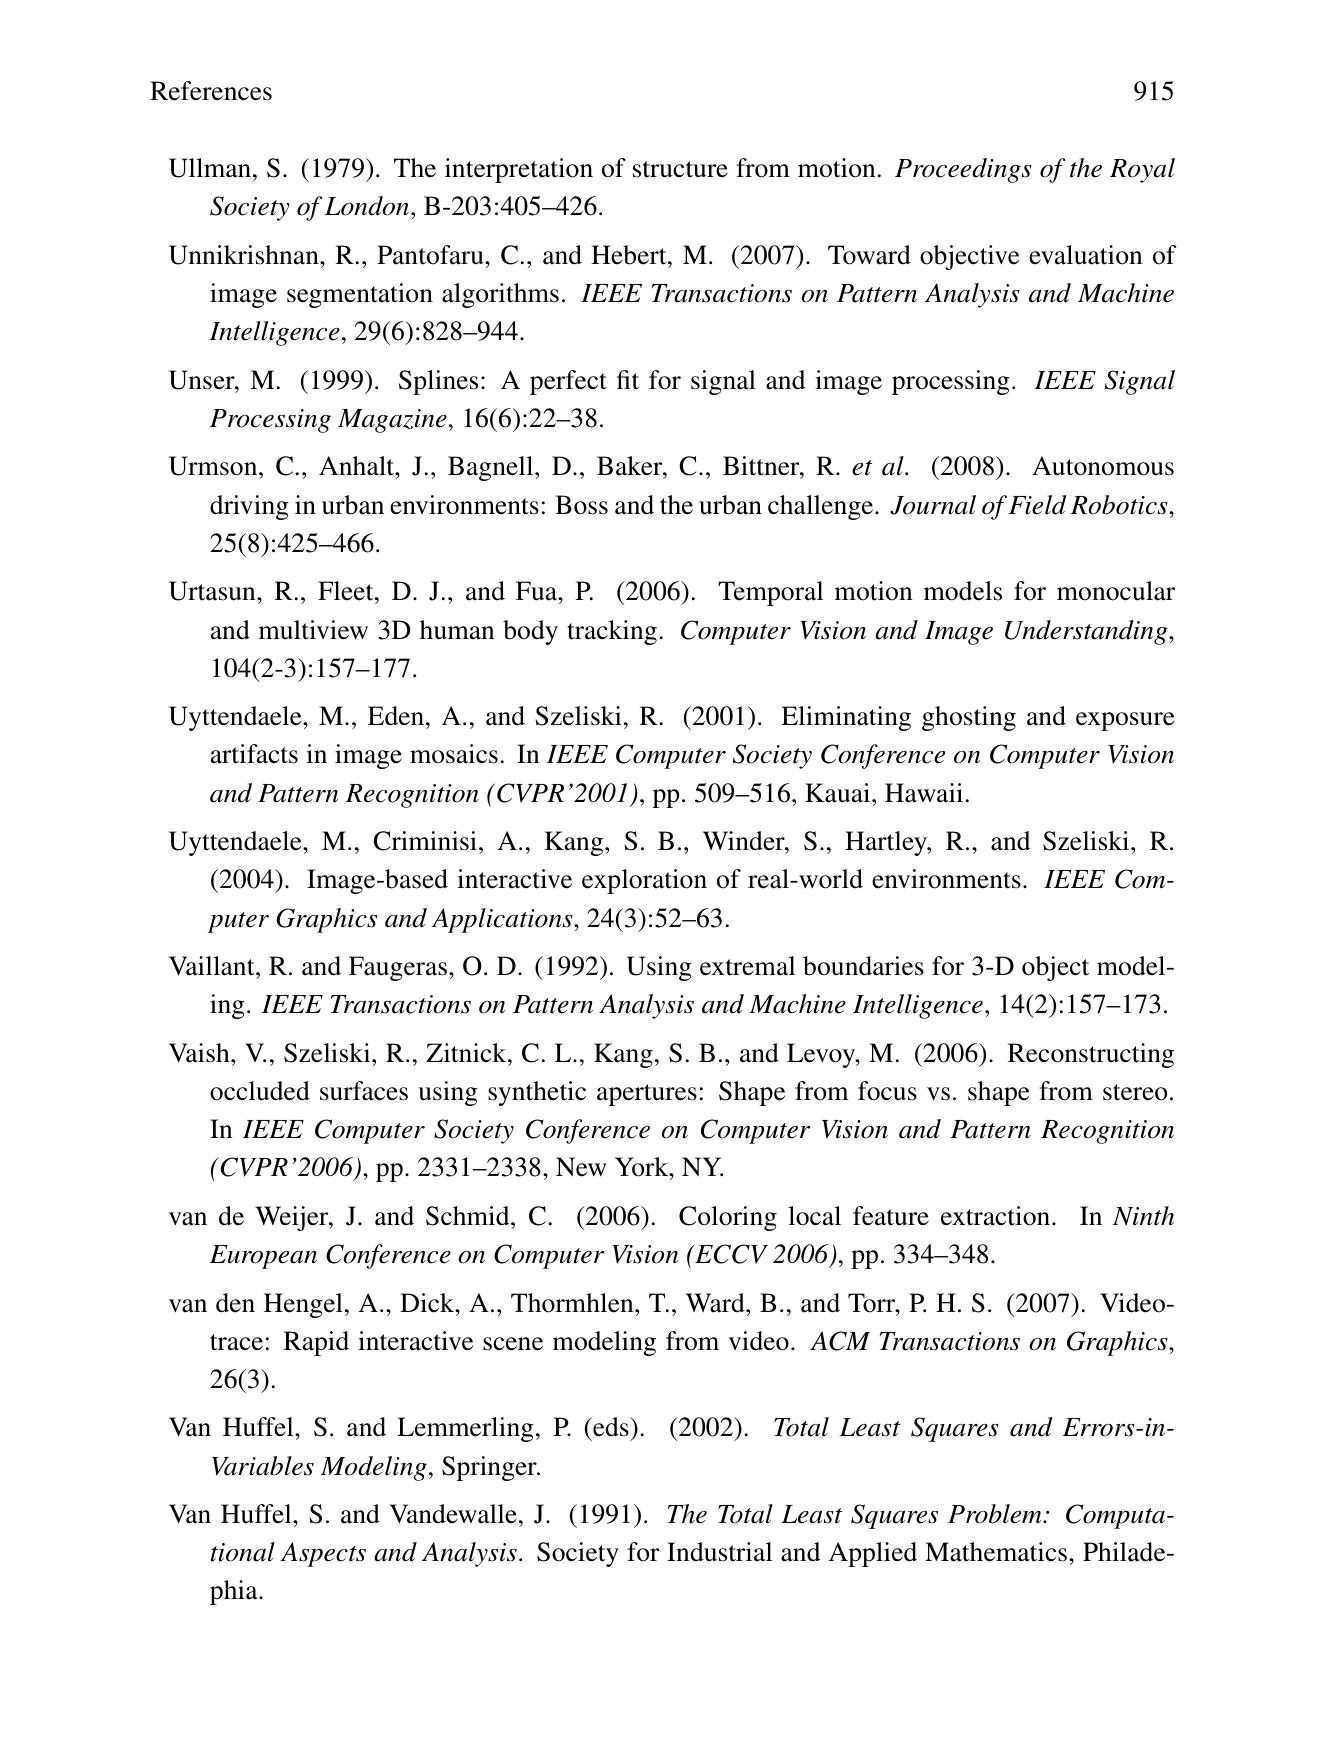 References 915
Ullman, S. (1979). The interpretation of structure from motion. Proceedings of the Royal
Society of London, B-203:405–426.
Unnikrishnan, R., Pantofaru, C., and Hebert, M. (2007). Toward objective evaluation of
image segmentation algorithms. IEEE Transactions on Pattern Analysis and Machine
Intelligence, 29(6):828–944.
Unser, M. (1999). Splines: A perfect fit for signal and image processing. IEEE Signal
Processing Magazine, 16(6):22–38.
Urmson, C., Anhalt, J., Bagnell, D., Baker, C., Bittner, R. et al. (2008). Autonomous
driving in urban environments: Boss and the urban challenge. Journal of Field Robotics,
25(8):425–466.
Urtasun, R., Fleet, D. J., and Fua, P. (2006). Temporal motion models for monocular
and multiview 3D human body tracking. Computer Vision and Image Understanding,
104(2-3):157–177.
Uyttendaele, M., Eden, A., and Szeliski, R. (2001). Eliminating ghosting and exposure
artifacts in image mosaics. In IEEE Computer Society Conference on Computer Vision
and Pattern Recognition (CVPR’2001), pp. 509–516, Kauai, Hawaii.
Uyttendaele, M., Criminisi, A., Kang, S. B., Winder, S., Hartley, R., and Szeliski, R.
(2004). Image-based interactive exploration of real-world environments. IEEE Com-
puter Graphics and Applications, 24(3):52–63.
Vaillant, R. and Faugeras, O. D. (1992). Using extremal boundaries for 3-D object model-
ing. IEEE Transactions on Pattern Analysis and Machine Intelligence, 14(2):157–173.
Vaish, V., Szeliski, R., Zitnick, C. L., Kang, S. B., and Levoy, M. (2006). Reconstructing
occluded surfaces using synthetic apertures: Shape from focus vs. shape from stereo.
In IEEE Computer Society Conference on Computer Vision and Pattern Recognition
(CVPR’2006), pp. 2331–2338, New York, NY.
van de Weijer, J. and Schmid, C. (2006). Coloring local feature extraction. In Ninth
European Conference on Computer Vision (ECCV 2006), pp. 334–348.
van den Hengel, A., Dick, A., Thormhlen, T., Ward, B., and Torr, P. H. S. (2007). Video-
trace: Rapid interactive scene modeling from video. ACM Transactions on Graphics,
26(3).
Van Huffel, S. and Lemmerling, P. (eds). (2002). Total Least Squares and Errors-in-
Variables Modeling, Springer.
Van Huffel, S. and Vandewalle, J. (1991). The Total Least Squares Problem: Computa-
tional Aspects and Analysis. Society for Industrial and Applied Mathematics, Philade-
phia.